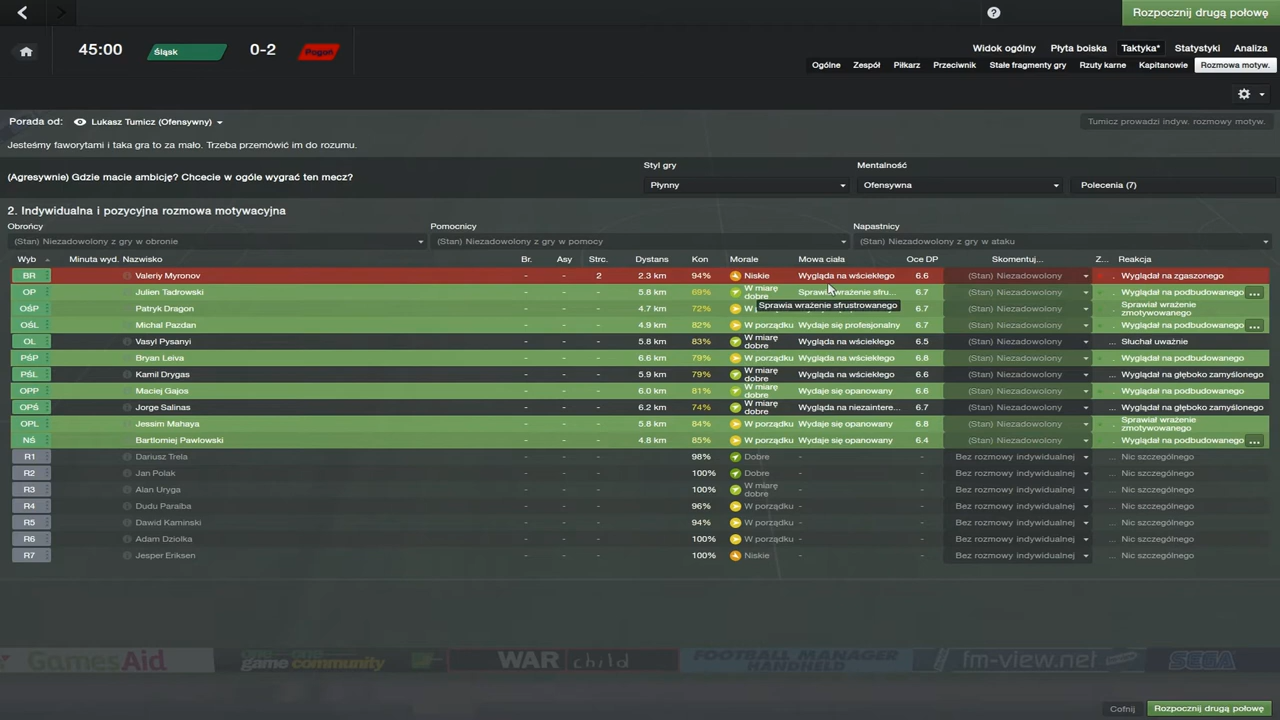 Rozpocznij drugą połowę
45:00 Śląsk 0-2 Pogoń
Widok ogólny Płyta boiska Taktyka* Statystyki Analiza
Ogólne Zespół Piłkarz Przeciwnik Stałe fragmenty gry Rzuty karne Kapitanowie Rozmowa motyw.
Porada od: Lukasz Tumicz (Ofensywny) Tumicz prowadzi indyw. rozmowy motyw.
Jesteśmy faworytami i taka gra to za mało. Trzeba przemówić im do rozumu.
Styl gry Mentalność
(Agresywnie) Gdzie macie ambicję? Chcecie w ogóle wygrać ten mecz? Płynny Ofensywna Polecenia (7)
2. Indywidualna i pozycyjna rozmowa motywacyjna
Obrońcy Pomocnicy Napastnicy
(Stan) Niezadowolony z gry w obronie (Stan) Niezadowolony z gry w pomocy (Stan) Niezadowolony z gry w ataku
Wyb Minuta wyd. Nazwisko Br. Asy Strc. Dystans Kon Morale Mowa ciała Oce DP Skomentuj... Z... Reakcja
BR Valeriy Myronov - - 2 2.3 km 94% Niskie Wygląda na wściekłego 6.6 (Stan) Niezadowolony Wyglądał na zgaszonego
OP Julien Tadrowski - - - 5.8 km 69% W miarę dobre Sprawia wrażenie sfru... 6.7 (Stan) Niezadowolony Wyglądał na podbudowanego ...
Sprawia wrażenie sfrustrowanego
OŚP Patryk Dragon - - - 4.7 km 72% 6.7 (Stan) Niezadowolony Sprawiał wrażenie zmotywowanego
OŚL Michal Pazdan - - - 4.9 km 82% W porządku Wydaje się profesjonalny 6.7 (Stan) Niezadowolony Wyglądał na podbudowanego ...
OL Vasyl Pysanyi - - - 5.8 km 83% W miarę dobre Wygląda na wściekłego 6.5 (Stan) Niezadowolony ... Słuchał uważnie
PŚP Bryan Leiva - - - 6.6 km 79% W porządku Wygląda na wściekłego 6.8 (Stan) Niezadowolony Wyglądał na podbudowanego
PŚL Kamil Drygas - - - 5.9 km 79% W miarę dobre Wygląda na wściekłego 6.6 (Stan) Niezadowolony ... Wyglądał na głęboko zamyślonego
OPP Maciej Gajos - - - 6.0 km 81% W miarę dobre Wydaje się opanowany 6.6 (Stan) Niezadowolony Wyglądał na podbudowanego
OPŚ Jorge Salinas - - - 6.2 km 74% W miarę dobre Wygląda na niezaintere... 6.7 (Stan) Niezadowolony ... Wyglądał na głęboko zamyślonego
OPL Jessim Mahaya - - - 5.8 km 84% W porządku Wydaje się opanowany 6.8 (Stan) Niezadowolony Sprawiał wrażenie zmotywowanego
NŚ Bartlomiej Pawlowski - - - 4.8 km 85% W porządku Wydaje się opanowany 6.4 (Stan) Niezadowolony Wyglądał na podbudowanego ...
R1 Dariusz Trela - - - 98% Dobre - - Bez rozmowy indywidualnej ... Nic szczególnego
R2 Jan Polak - - - 100% Dobre - - Bez rozmowy indywidualnej ... Nic szczególnego
R3 Alan Uryga - - - 100% W miarę dobre - - Bez rozmowy indywidualnej ... Nic szczególnego
R4 Dudu Paraiba - - - 96% W porządku - - Bez rozmowy indywidualnej ... Nic szczególnego
R5 Dawid Kaminski - - - 94% W porządku - - Bez rozmowy indywidualnej ... Nic szczególnego
R6 Adam Dziolka - - - 100% W porządku - - Bez rozmowy indywidualnej ... Nic szczególnego
R7 Jesper Eriksen - - - 100% Niskie - - Bez rozmowy indywidualnej ... Nic szczególnego
GamesAid game community WAR child FOOTBALL MANAGER HANDHELD fm-view.net SEGA
Cofnij Rozpocznij drugą połowę